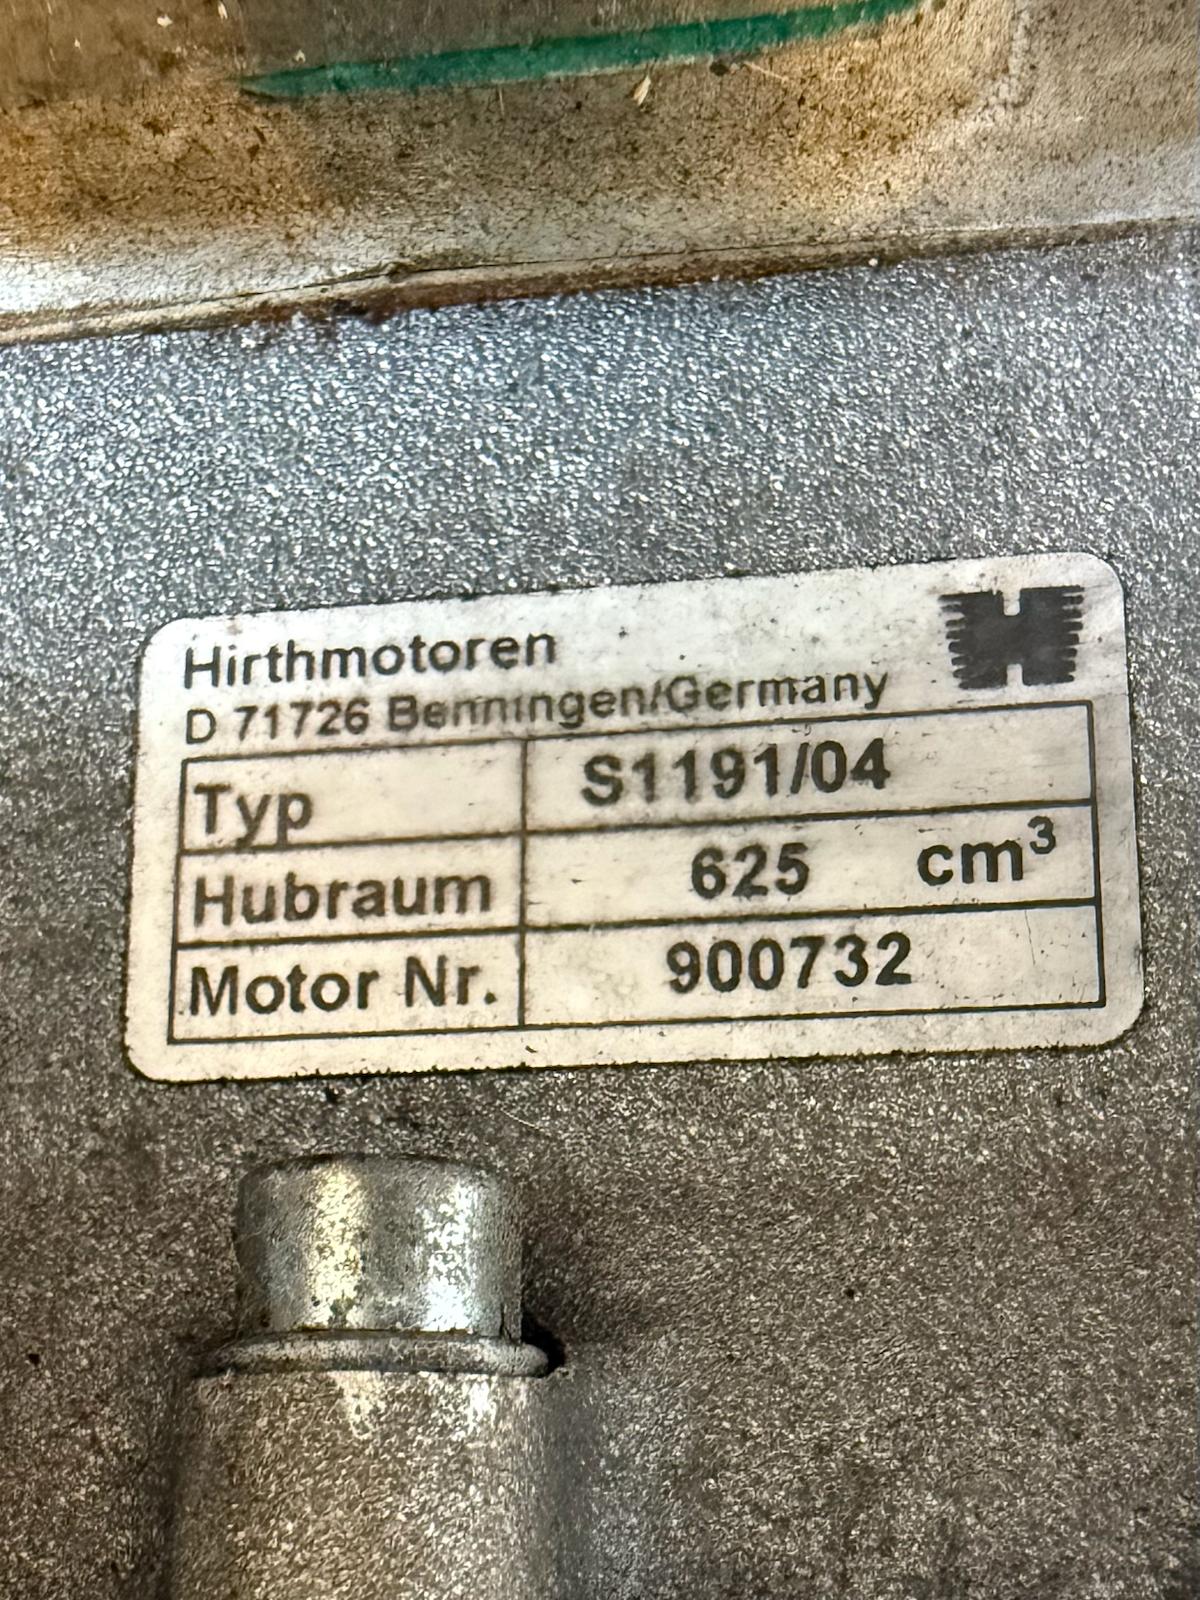 Hirthmotoren
D 71726 Benningen/Germany
Typ S1191/04
Hubraum 625 cm³
Motor Nr. 900732